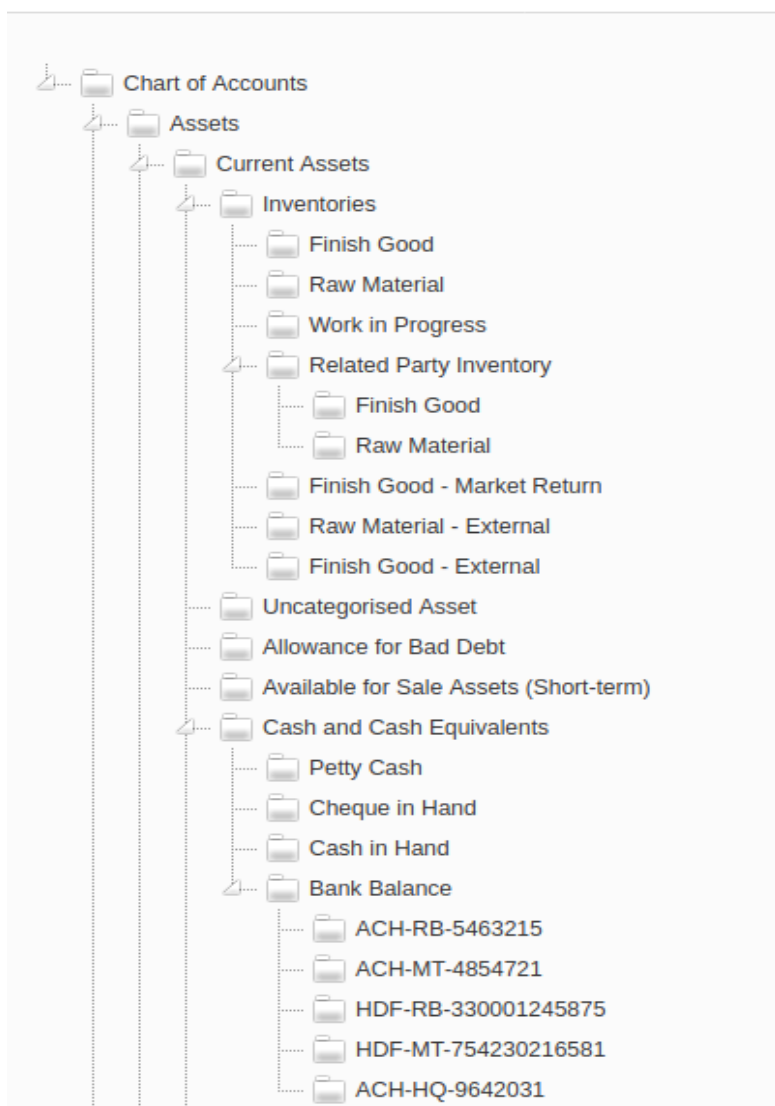 Chart of Accounts
Assets
Current Assets
Inventories
Finish Good
Raw Material
Work in Progress
Related Party Inventory
Finish Good
Raw Material
Finish Good - Market Return
Raw Material - External
Finish Good - External
Uncategorised Asset
Allowance for Bad Debt
Available for Sale Assets (Short-term)
Cash and Cash Equivalents
Petty Cash
Cheque in Hand
Cash in Hand
Bank Balance
ACH-RB-5463215
ACH-MT-4854721
HDF-RB-330001245875
HDF-MT-754230216581
ACH-HQ-9642031